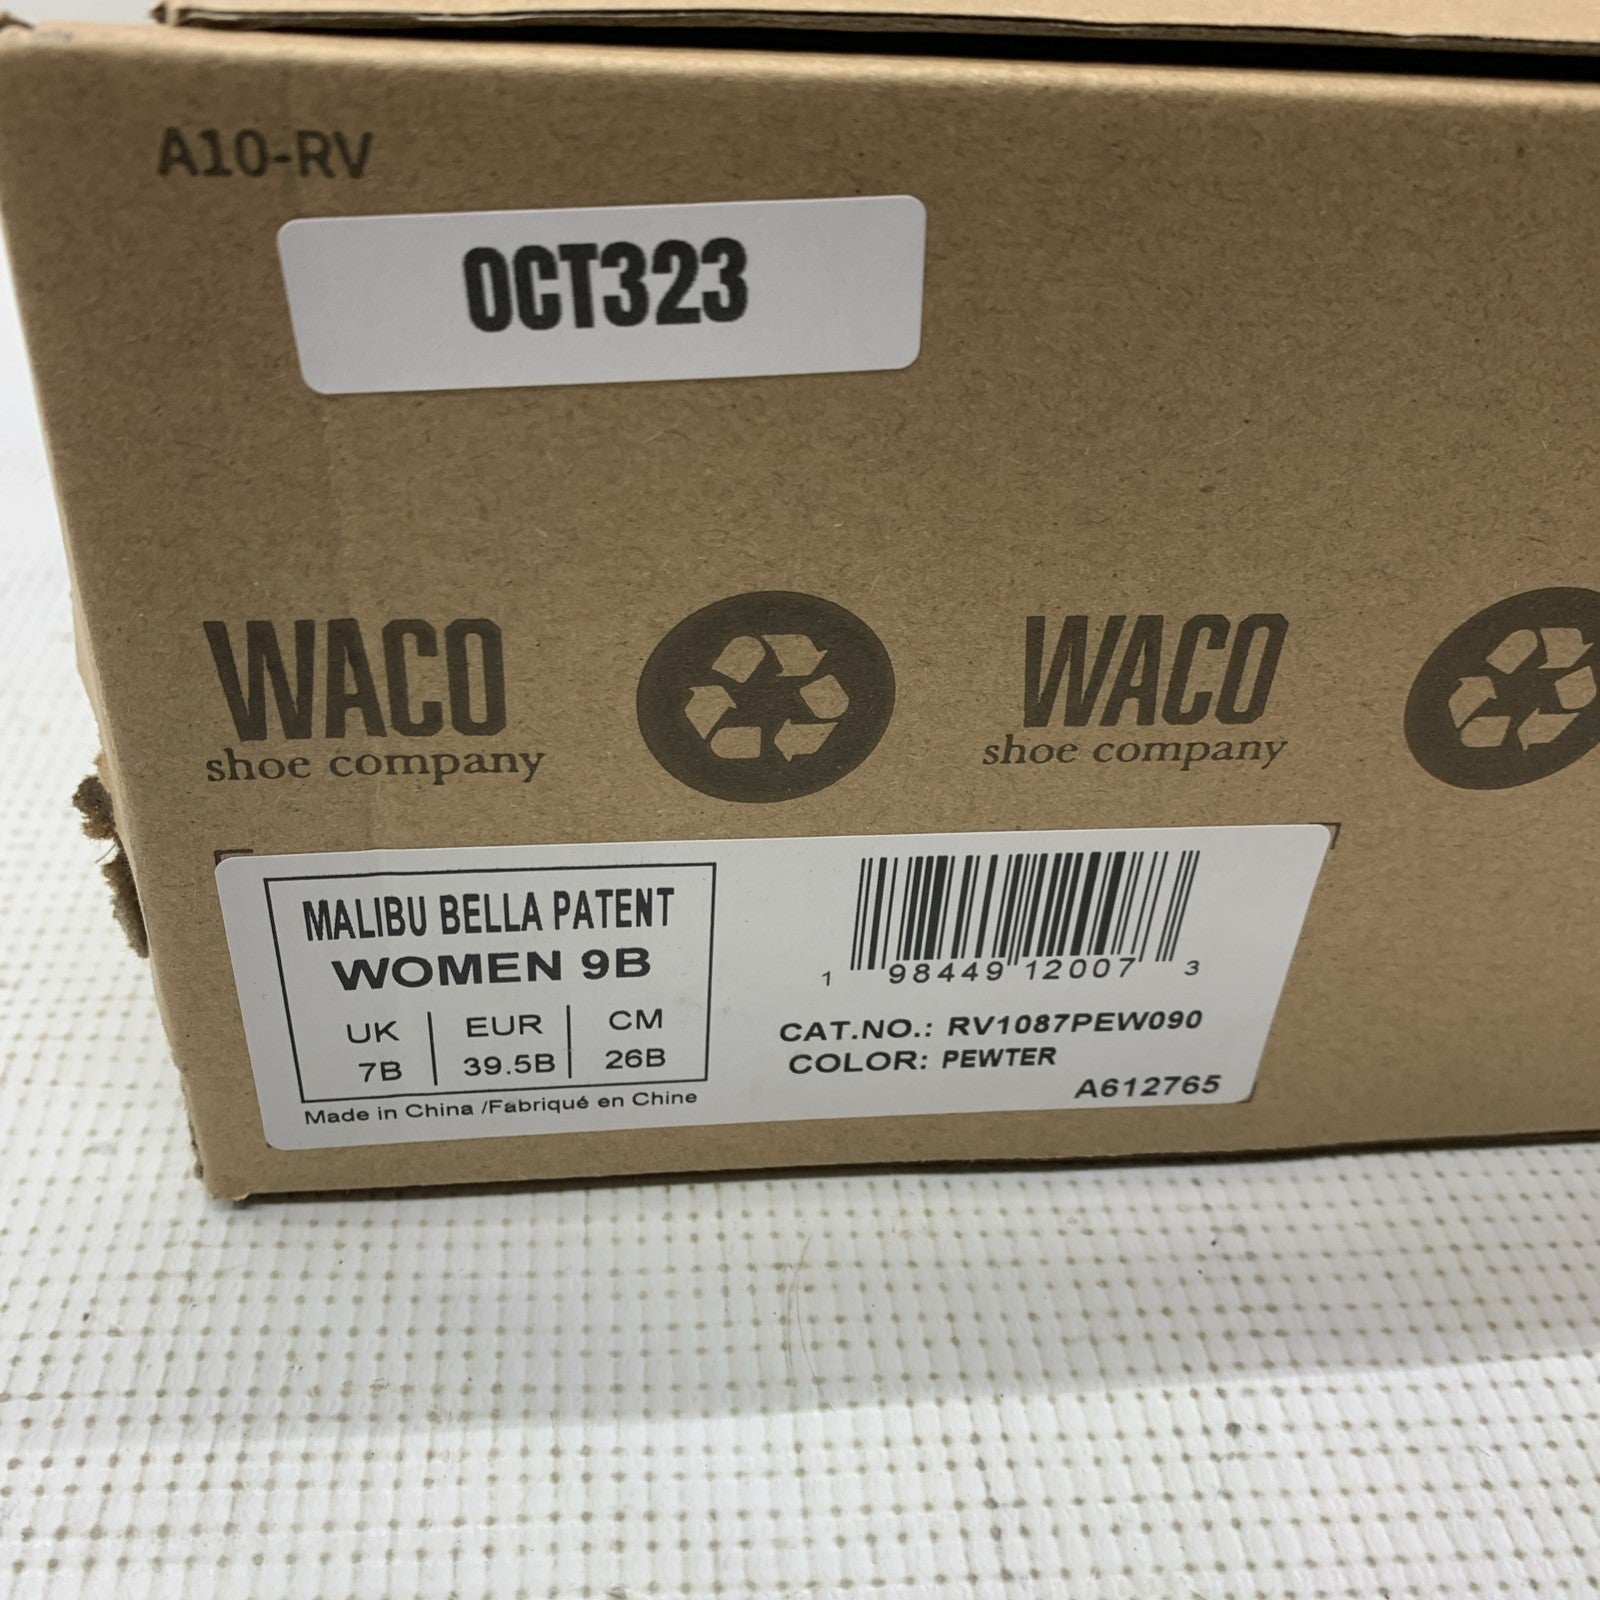 A10-RV
OCT323
WACO
shoe company
WACO
shoe company
MALIBU BELLA PATENT
WOMEN 9B
UK | EUR | CM
7B | 39.5B | 26B
Made in China /Fabriqué en Chine
1 98449 12007 3
CAT.NO.: RV1087PEW090
COLOR: PEWTER
A612765